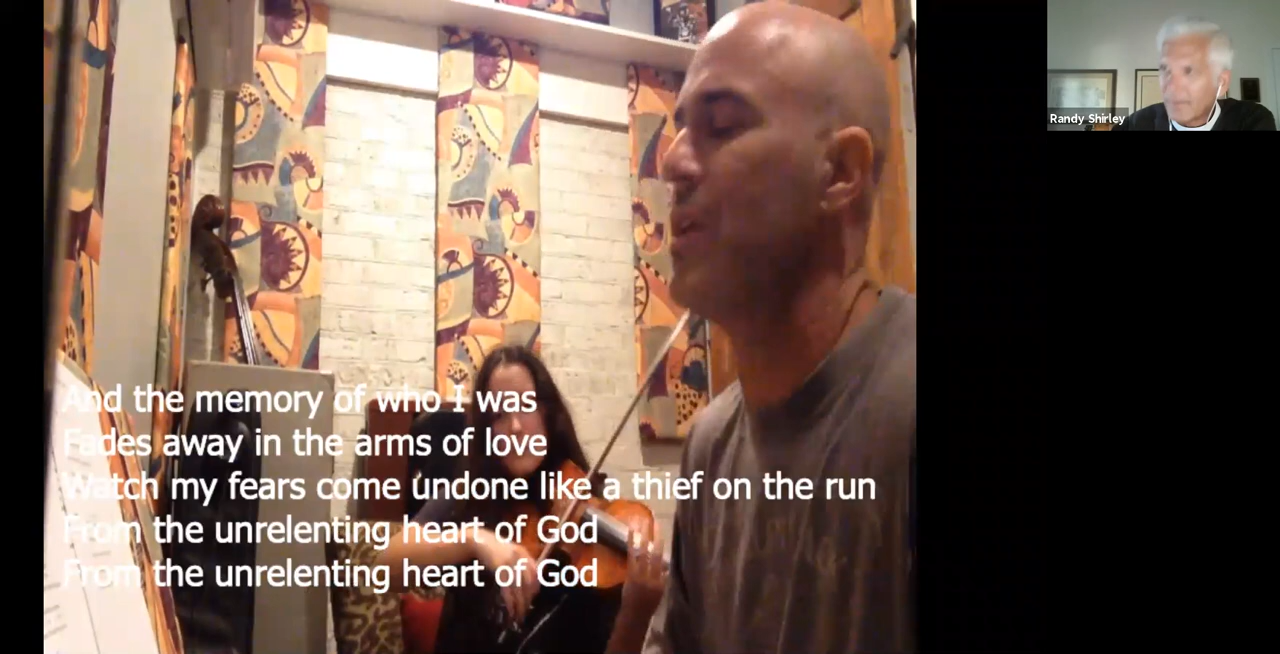 And the memory of who I was
Fades away in the arms of love
Watch my fears come undone like a thief on the run
From the unrelenting heart of God
From the unrelenting heart of God
Randy Shirley